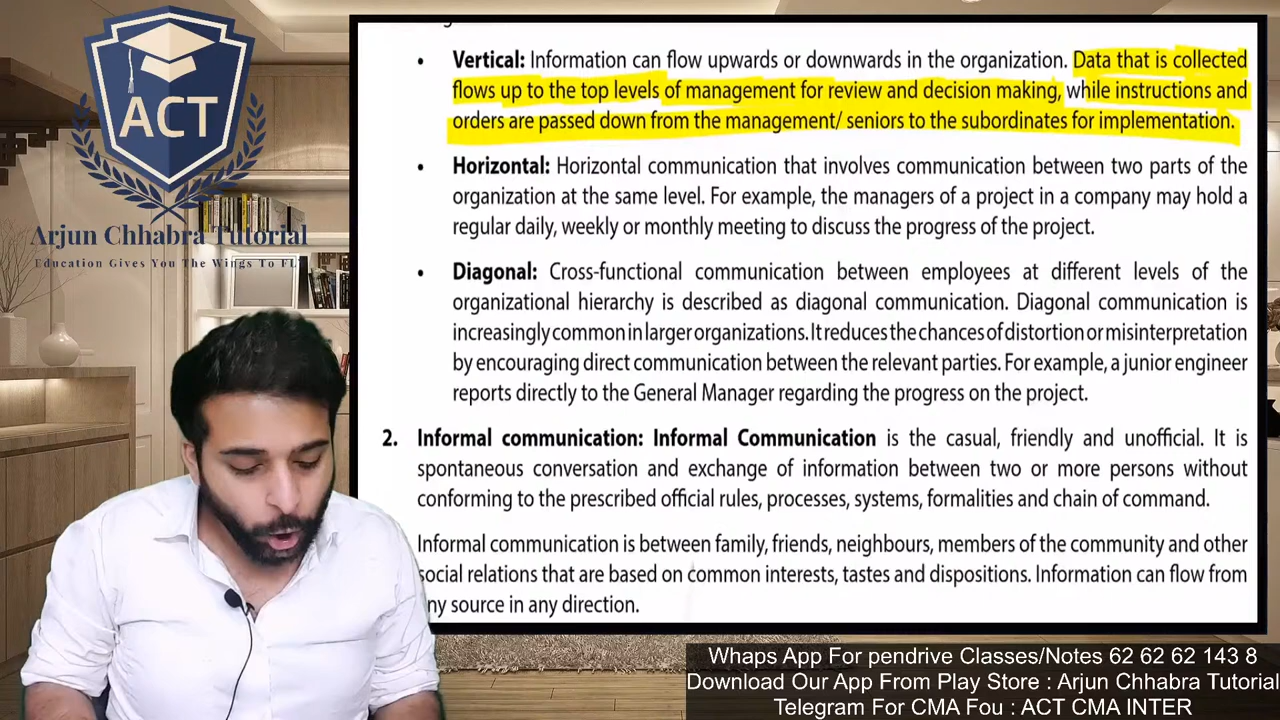 ACT
Arjun Chhabra Tutorial
Education Gives You The Wings To
• Vertical: Information can flow upwards or downwards in the organization. Data that is collected
flows up to the top levels of management for review and decision making, while instructions and
orders are passed down from the management/ seniors to the subordinates for implementation.
• Horizontal: Horizontal communication that involves communication between two parts of the
organization at the same level. For example, the managers of a project in a company may hold a
regular daily, weekly or monthly meeting to discuss the progress of the project.
• Diagonal: Cross-functional communication between employees at different levels of the
organizational hierarchy is described as diagonal communication. Diagonal communication is
increasingly common in larger organizations. It reduces the chances of distortion or misinterpretation
by encouraging direct communication between the relevant parties. For example, a junior engineer
reports directly to the General Manager regarding the progress on the project.
2. Informal communication: Informal Communication is the casual, friendly and unofficial. It is
spontaneous conversation and exchange of information between two or more persons without
conforming to the prescribed official rules, processes, systems, formalities and chain of command.
Informal communication is between family, friends, neighbours, members of the community and other
social relations that are based on common interests, tastes and dispositions. Information can flow from
ny source in any direction.
Whaps App For pendrive Classes/Notes 62 62 62 143 8
Download Our App From Play Store : Arjun Chhabra Tutorial
Telegram For CMA Fou : ACT CMA INTER